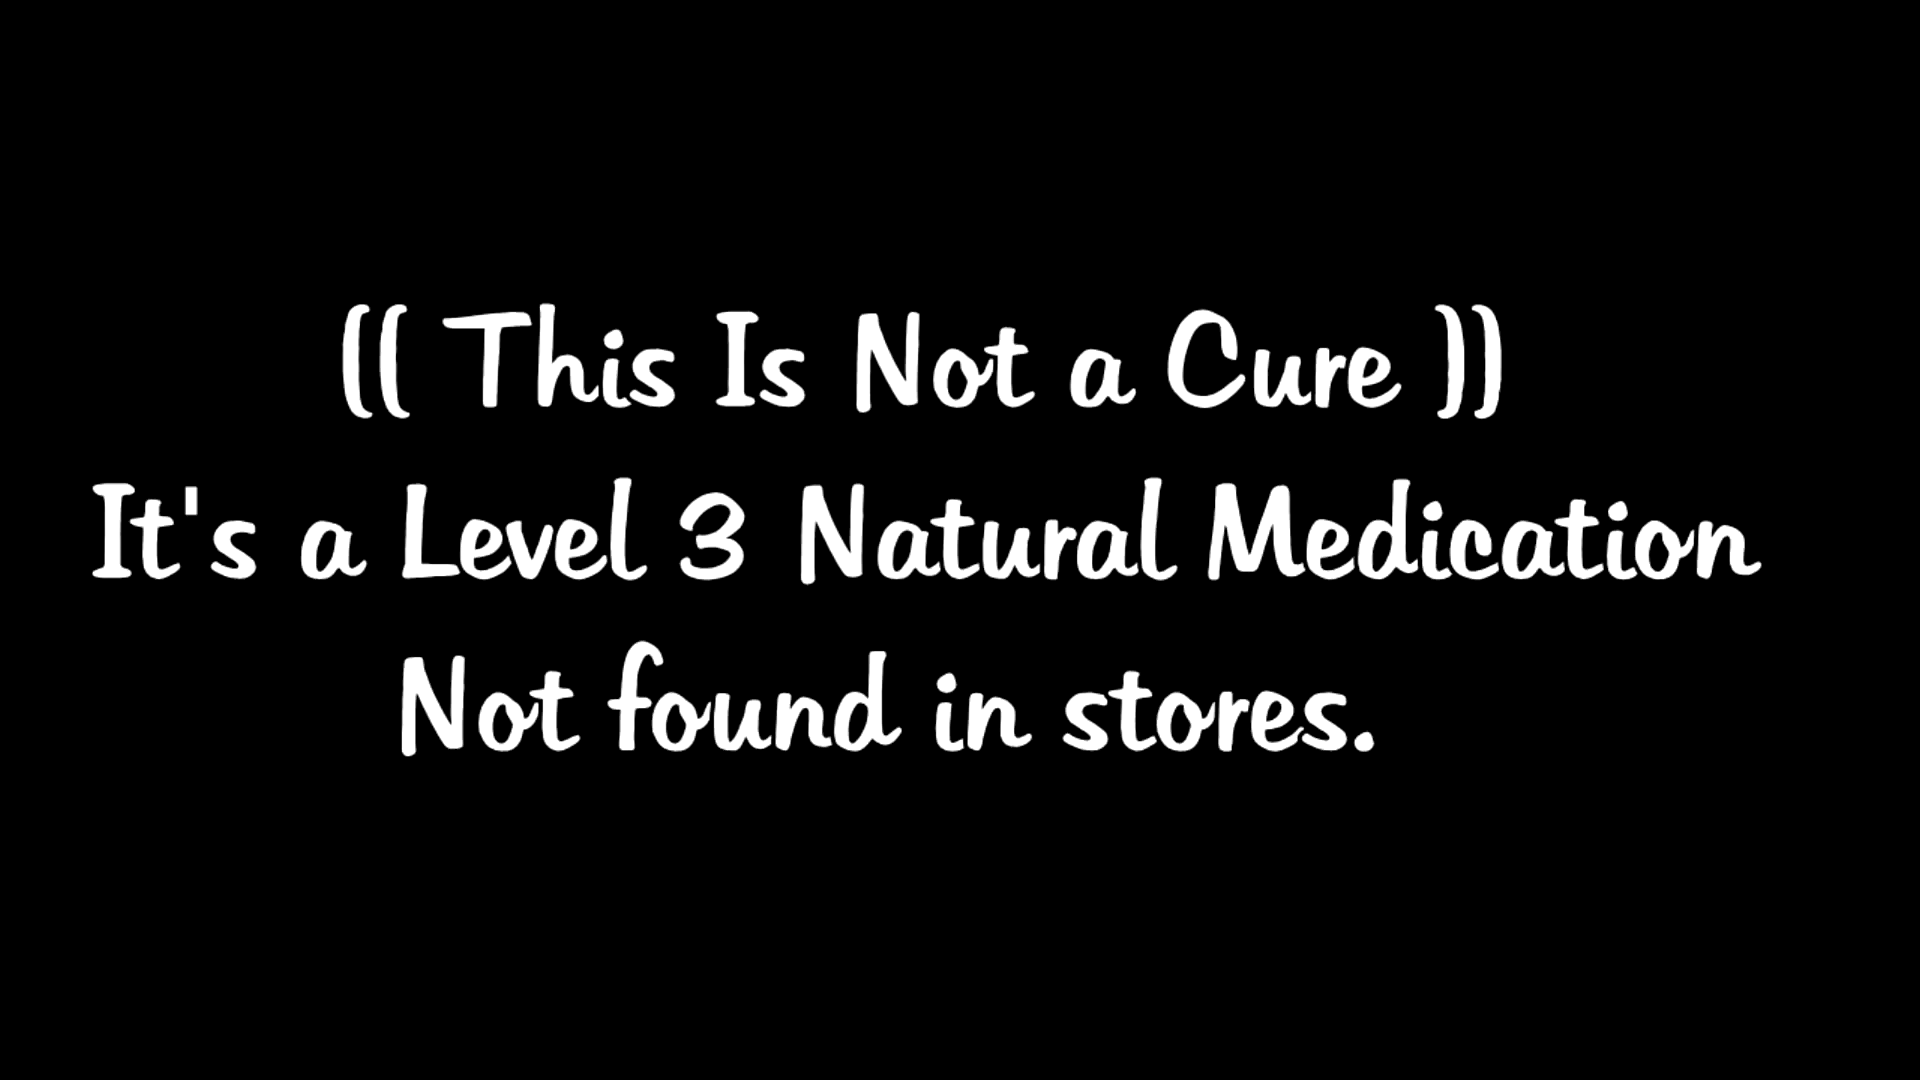 (( This Is Not a Cure ))
It's a Level 3 Natural Medication
Not found in stores.